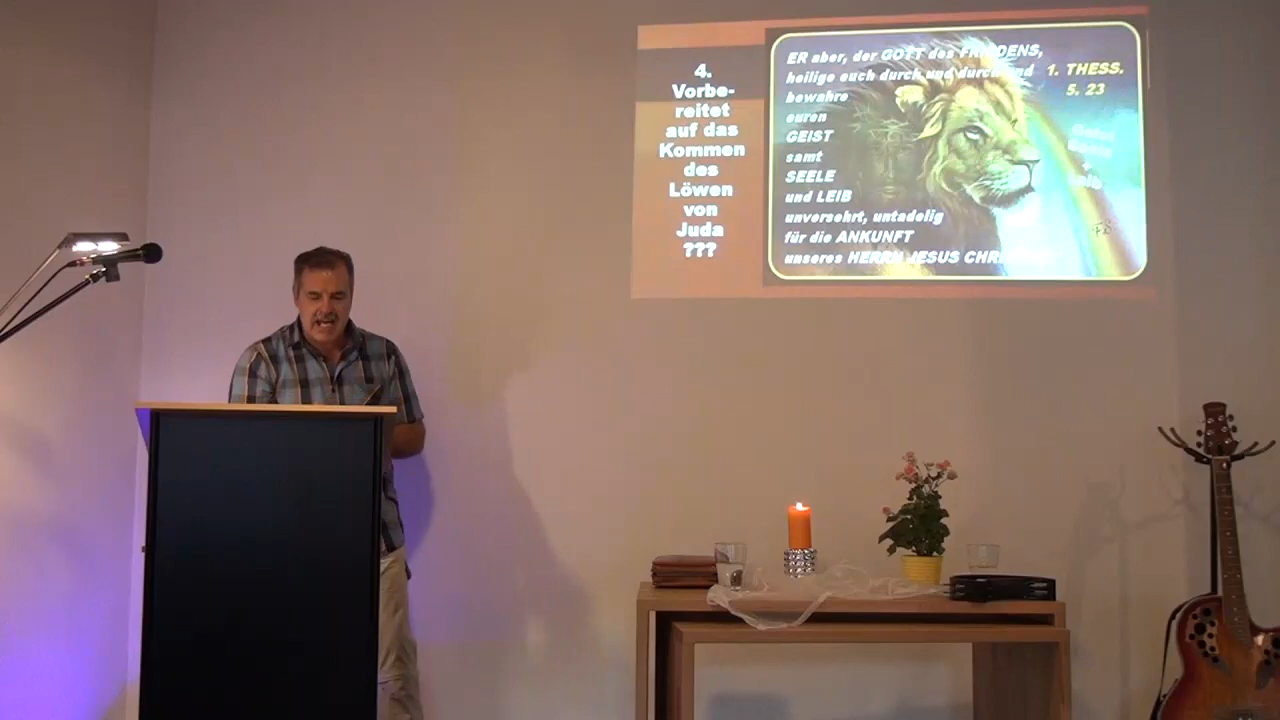 4.
Vorbe-
reitet
auf das
Kommen
des
Löwen
von
Juda
???
ER aber, der GOTT des FRIEDENS,
heilige euch durch und durch und
bewahre
euren
GEIST
samt
SEELE
und LEIB
unversehrt, untadelig
für die ANKUNFT
unseres HERRN JESUS
1. THESS.
5. 23